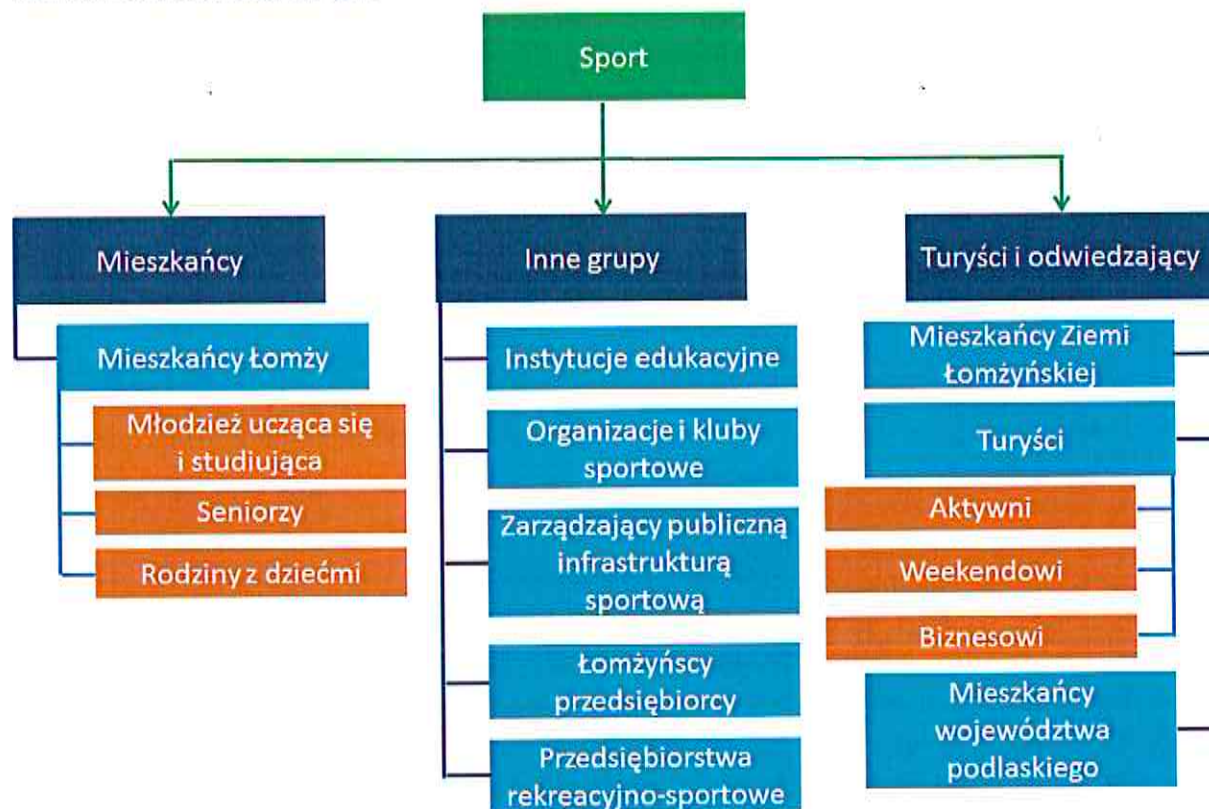 Sport
Mieszkańcy
Mieszkańcy Łomży
Młodzież ucząca się
i studiująca
Seniorzy
Rodziny z dziećmi
Inne grupy
Instytucje edukacyjne
Organizacje i kluby
sportowe
Zarządzający publiczną
infrastrukturą
sportową
Łomżyńscy
przedsiębiorcy
Przedsiębiorstwa
rekreacyjno-sportowe
Turyści i odwiedzający
Mieszkańcy Ziemi
Łomżyńskiej
Turyści
Aktywni
Weekendowi
Biznesowi
Mieszkańcy
województwa
podlaskiego